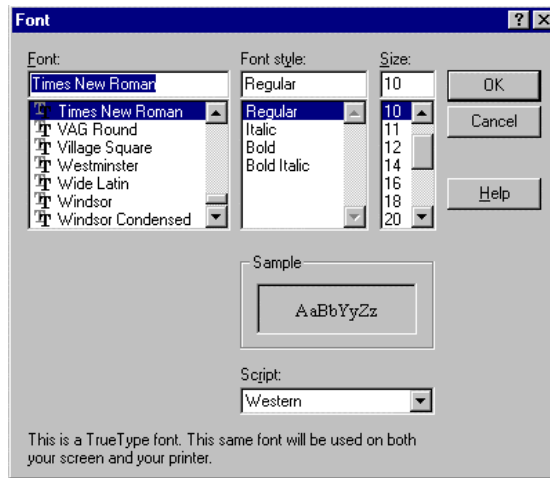 Font
Font: Font style: Size:
Times New Roman Regular 10 OK
Times New Roman Regular 10 Cancel
VAG Round Italic 11
Village Square Bold 12
Westminster Bold Italic 14
Wide Latin 16
Windsor 18 Help
Windsor Condensed 20
Sample
AaBbYyZz
Script:
Western
This is a TrueType font. This same font will be used on both
your screen and your printer.